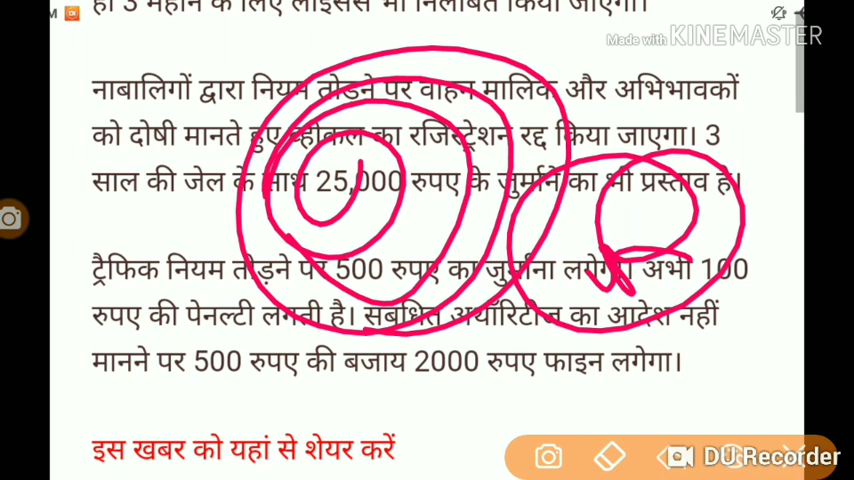 ही 3 महीने के लिए लाइसेंस भी निलंबित किया जाएगा।
Made with KINEMASTER
नाबालिगों द्वारा नियम तोडने पर वाहन मालिक और अभिभावकों
को दोषी मानते हुए व्हीकल का रजिस्ट्रेशन रद्द किया जाएगा। 3
साल की जेल के साथ 25,000 रुपए के जुर्माने का भी प्रस्ताव है।
ट्रैफिक नियम तोड़ने पर 500 रुपए का जुर्माना लगेगा। अभी 100
रुपए की पेनल्टी लगती है। संबधित अथॉरिटीज का आदेश नहीं
मानने पर 500 रुपए की बजाय 2000 रुपए फाइन लगेगा।
इस खबर को यहां से शेयर करें
DU Recorder